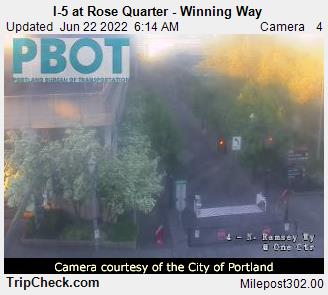 I-5 at Rose Quarter - Winning Way
Updated Jun 22 2022 6:14 AM Camera 4
PBOT
PORTLAND BUREAU OF TRANSPORTATION
4 - N. Ramsey Wy
@ One Ctr
Camera courtesy of the City of Portland
TripCheck.com Milepost302.00